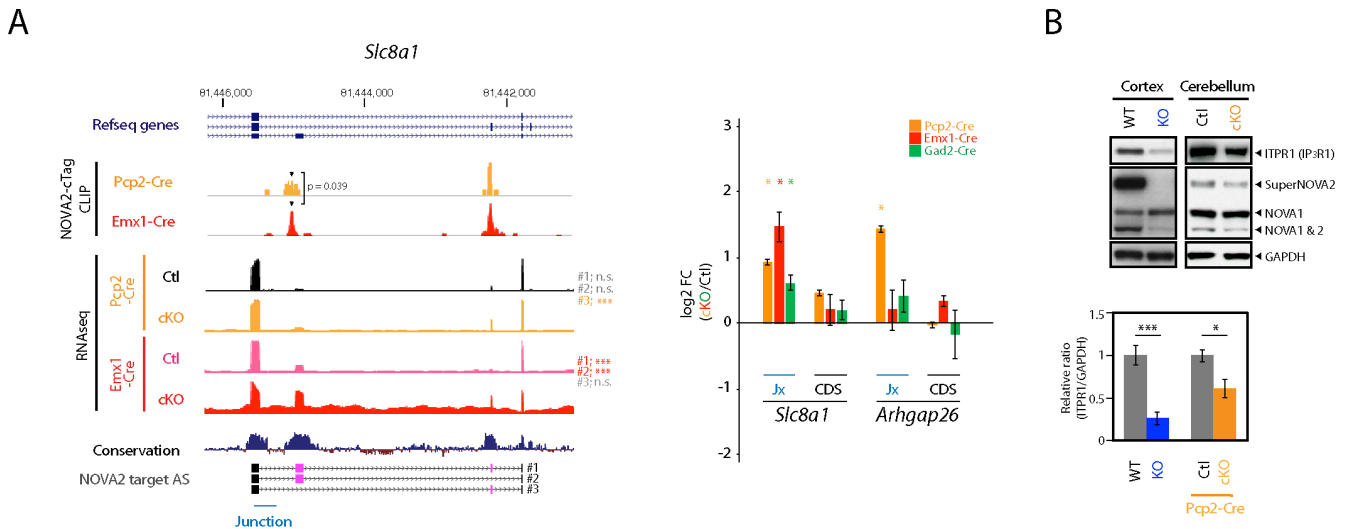 A
Slc8a1
81,446,000
81,444,000
81,442,000
Refseq genes
NOVA2-cTag
CLIP
Pcp2-Cre
p = 0.039
Emx1-Cre
RNAseq
Pcp2
-Cre
Ctl
#1; n.s.
#2; n.s.
#3; ***
cKO
Emx1
-Cre
Ctl
#1; ***
#2; ***
#3; n.s.
cKO
Conservation
NOVA2 target AS
#1
#2
#3
Junction
log2 FC
(cKO/Ctl)
3
2
1
0
-1
-2
Pcp2-Cre
Emx1-Cre
Gad2-Cre
* * *
*
Jx
CDS
Jx
CDS
Slc8a1
Arhgap26
B
Cortex
Cerebellum
WT
KO
Ctl
cKO
ITPR1 (IP3R1)
SuperNOVA2
NOVA1
NOVA1 & 2
GAPDH
Relative ratio
(ITPR1/GAPDH)
1.5
1
0.5
0
***
*
WT
KO
Ctl
cKO
Pcp2-Cre